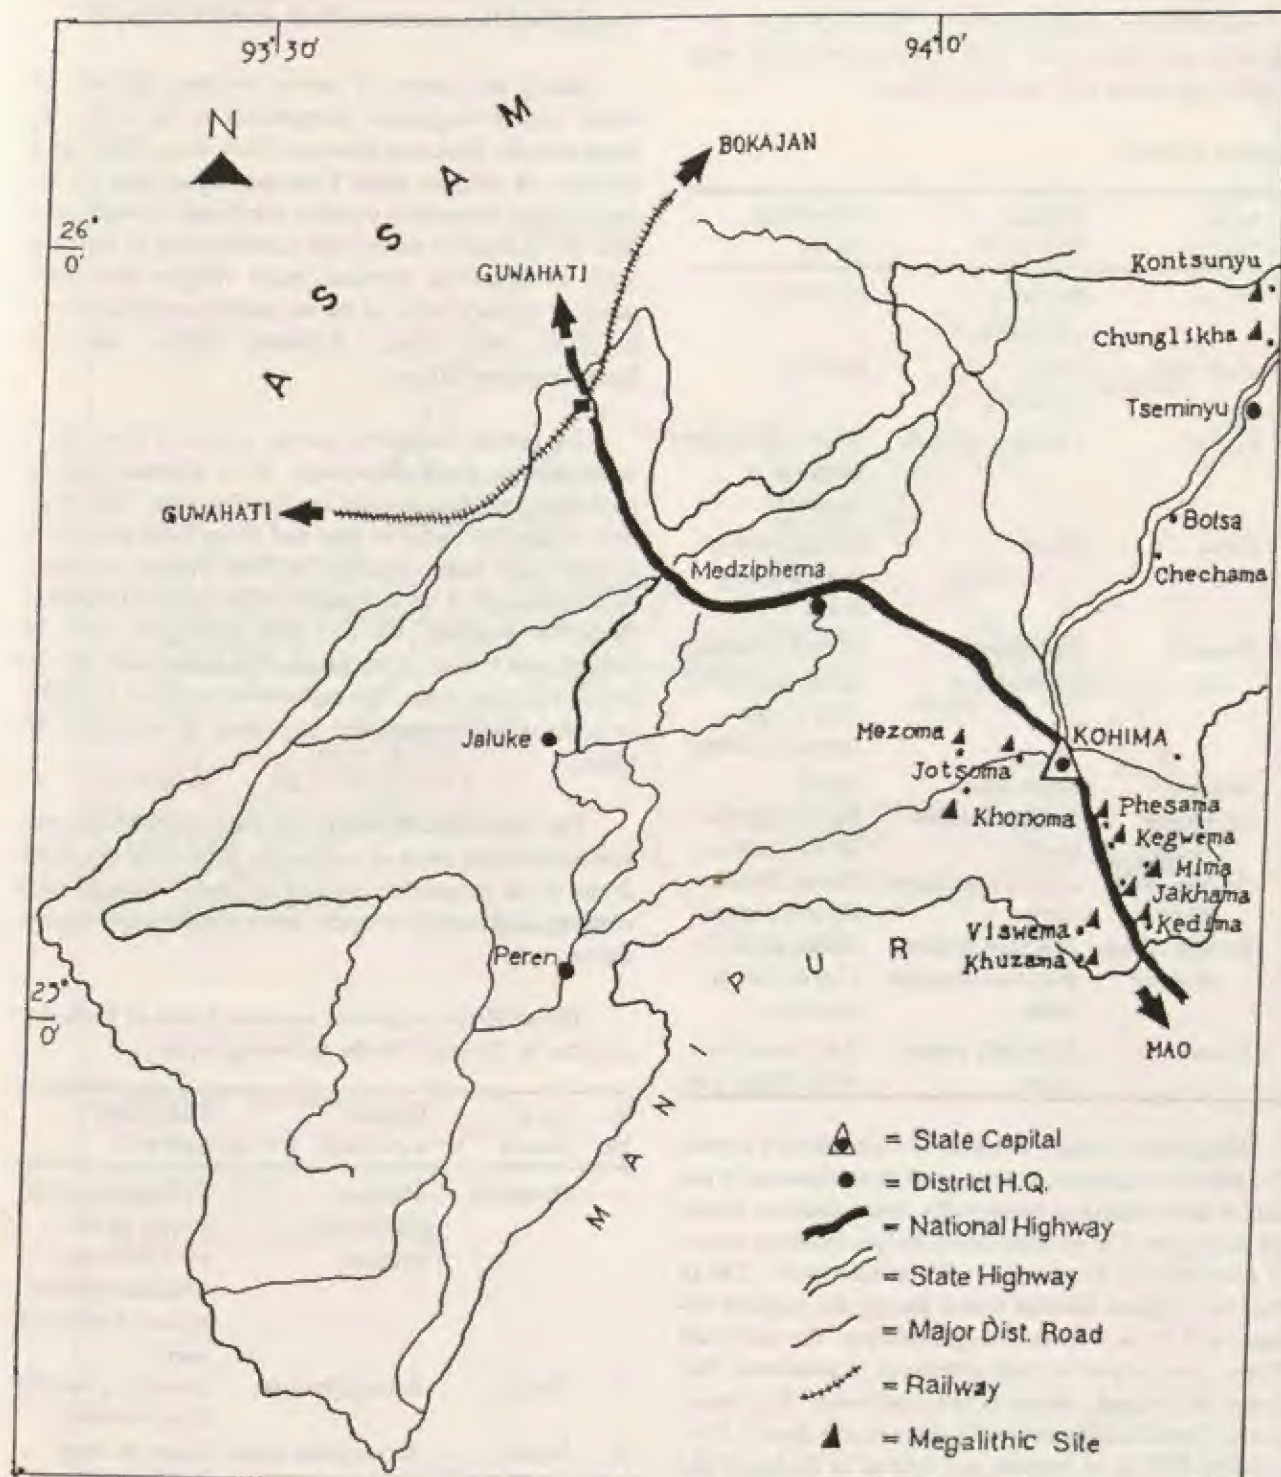 93°30'
94°10'
N
ASSAM
BOKAJAN
26°
0'
GUWAHATI
Kontsunyu
Chunglikha
Tseminyu
GUWAHATI
Botsa
Medziphema
Chechama
Jaluke
Mezoma
KOHIMA
Jotsoma
Khonoma
Phesama
Kegwema
Mima
Jakhama
Kedima
Viswema
Khuzama
Peren
25°
0'
MANIPUR
MAO
= State Capital
= District H.Q.
= National Highway
= State Highway
= Major Dist. Road
= Railway
= Megalithic Site